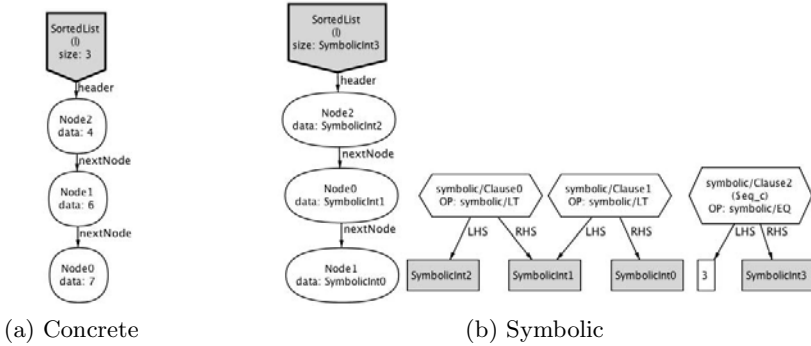 SortedList
(l)
size: 3
header
Node2
data: 4
nextNode
Node1
data: 6
nextNode
Node0
data: 7
(a) Concrete
SortedList
(l)
size: SymbolicInt3
header
Node2
data: SymbolicInt2
nextNode
Node0
data: SymbolicInt1
nextNode
Node1
data: SymbolicInt0
symbolic/Clause0
OP: symbolic/LT
LHS
RHS
symbolic/Clause1
OP: symbolic/LT
LHS
RHS
symbolic/Clause2
($eq_c)
OP: symbolic/EQ
LHS
RHS
SymbolicInt2
SymbolicInt1
SymbolicInt0
3
SymbolicInt3
(b) Symbolic